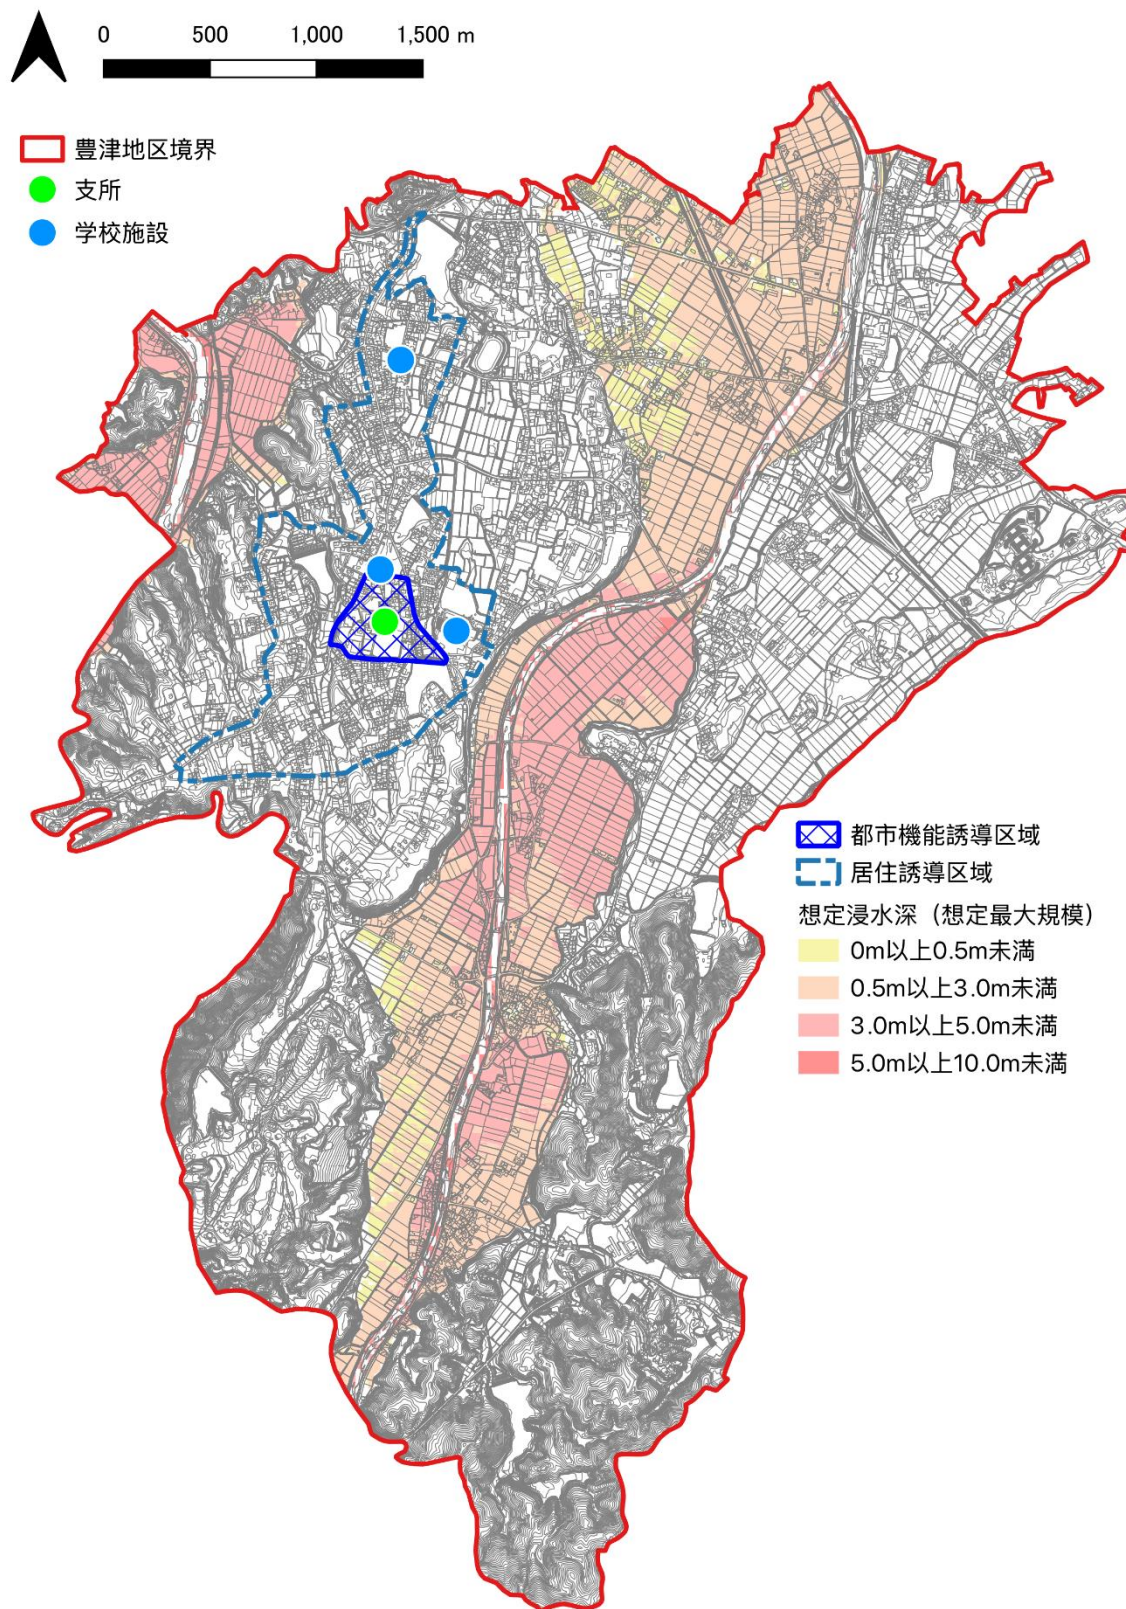 0 500 1,000 1,500 m
豊津地区境界
支所
学校施設
都市機能誘導区域
居住誘導区域
想定浸水深（想定最大規模）
0m以上0.5m未満
0.5m以上3.0m未満
3.0m以上5.0m未満
5.0m以上10.0m未満